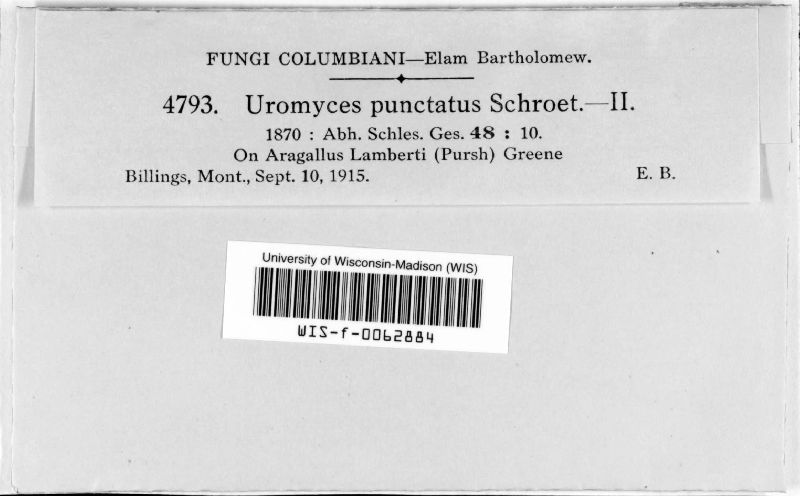 FUNGI COLUMBIANI—Elam Bartholomew.
4793. Uromyces punctatus Schroet.—II.
1870 : Abh. Schles. Ges. 48 : 10.
On Aragallus Lamberti (Pursh) Greene
Billings, Mont., Sept. 10, 1915. E. B.
University of Wisconsin-Madison (WIS)
WIS-f-0062884